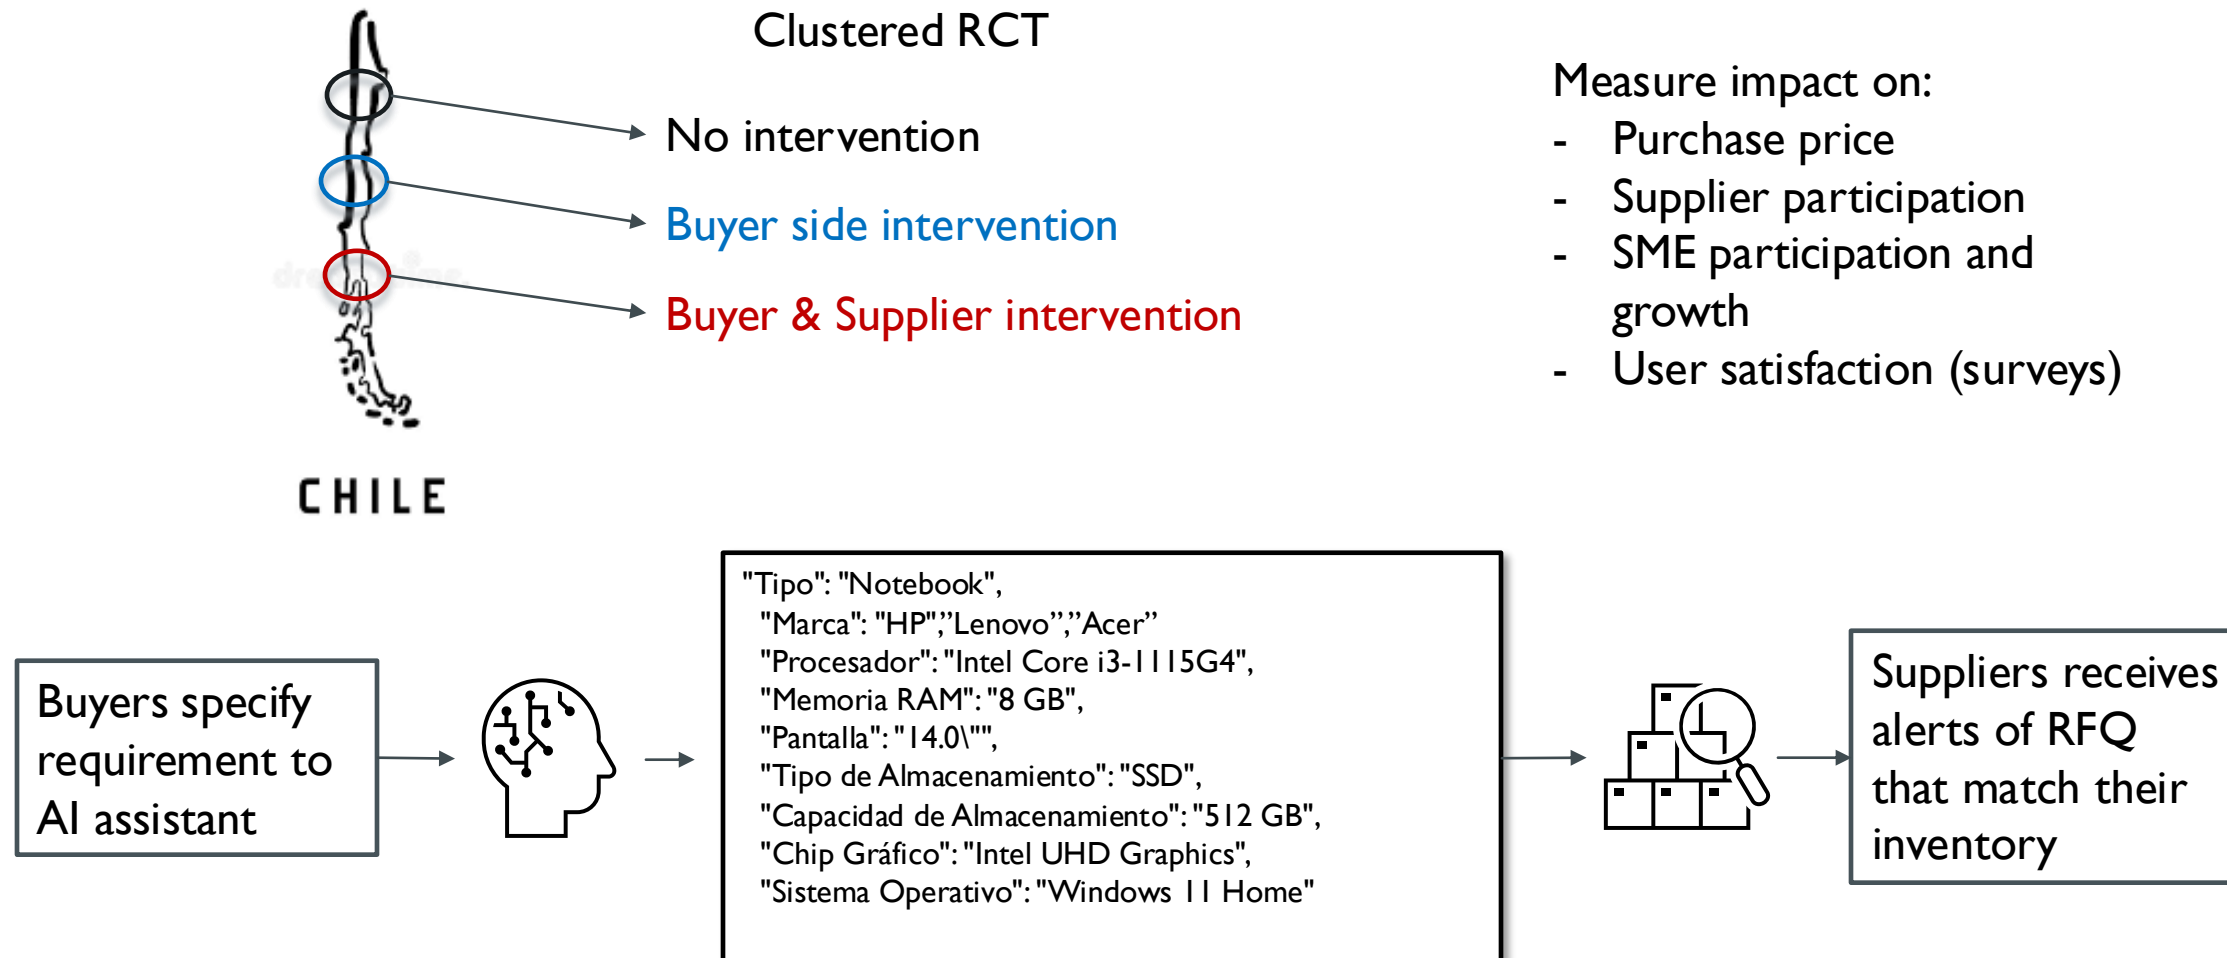 Clustered RCT
No intervention
Buyer side intervention
Buyer & Supplier intervention
CHILE
Measure impact on:
- Purchase price
- Supplier participation
- SME participation and
growth
- User satisfaction (surveys)
Buyers specify
requirement to
AI assistant
"Tipo": "Notebook",
"Marca": "HP",”Lenovo”,”Acer”
"Procesador": "Intel Core i3-1115G4",
"Memoria RAM": "8 GB",
"Pantalla": "14.0\"",
"Tipo de Almacenamiento": "SSD",
"Capacidad de Almacenamiento": "512 GB",
"Chip Gráfico": "Intel UHD Graphics",
"Sistema Operativo": "Windows 11 Home"
Suppliers receives
alerts of RFQ
that match their
inventory